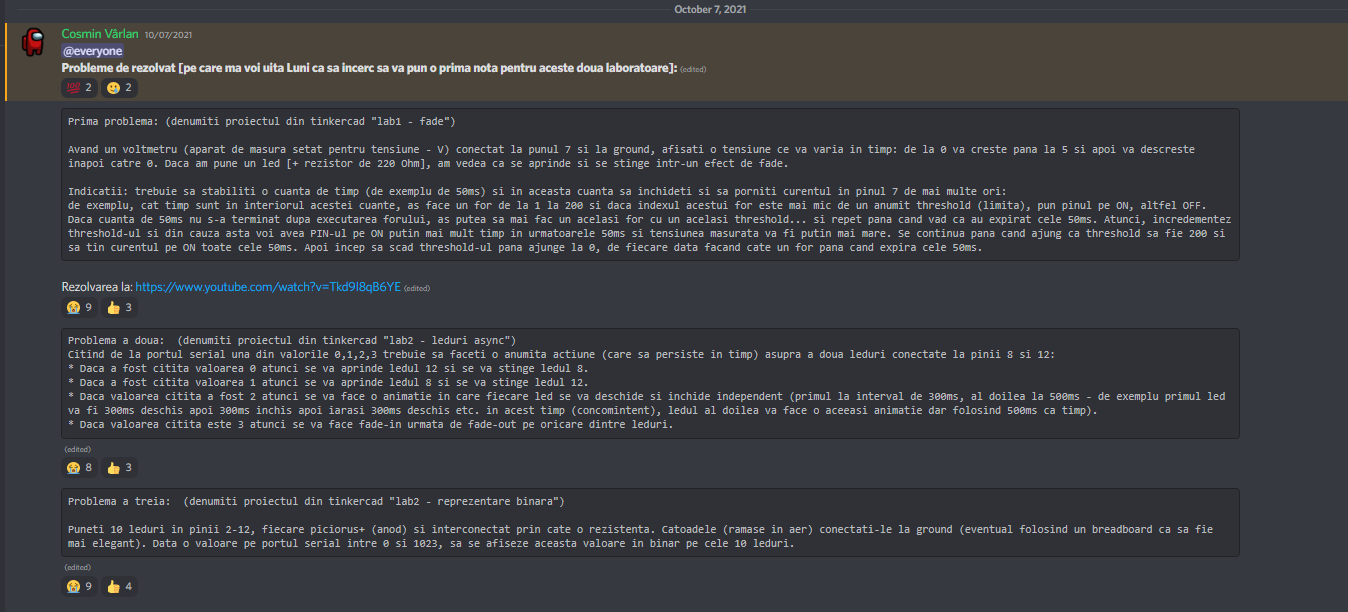 October 7, 2021
Cosmin Vârlan 10/07/2021
@everyone
Probleme de rezolvat [pe care ma voi uita Luni ca sa incerc sa va pun o prima nota pentru aceste doua laboratoare]: (edited)
2 2
Prima problema: (denumiti proiectul din tinkercad "lab1 - fade")
Avand un voltmetru (aparat de masura setat pentru tensiune - V) conectat la punul 7 si la ground, afisati o tensiune ce va varia in timp: de la 0 va creste pana la 5 si apoi va descreste
inapoi catre 0. Daca am pune un led [+ rezistor de 220 Ohm], am vedea ca se aprinde si se stinge intr-un efect de fade.
Indicatii: trebuie sa stabiliti o cuanta de timp (de exemplu de 50ms) si in aceasta cuanta sa inchideti si sa porniti curentul in pinul 7 de mai multe ori:
de exemplu, cat timp sunt in interiorul acestei cuante, as face un for de la 1 la 200 si daca indexul acestui for este mai mic de un anumit threshold (limita), pun pinul pe ON, altfel OFF.
Daca cuanta de 50ms nu s-a terminat dupa executarea forului, as putea sa mai fac un acelasi for cu un acelasi threshold... si repet pana cand vad ca au expirat cele 50ms. Atunci, incrementez
threshold-ul si din cauza asta voi avea PIN-ul pe ON putin mai mult timp in urmatoarele 50ms si tensiunea masurata va fi putin mai mare. Se continua pana cand ajung ca threshold sa fie 200 si
sa tin curentul pe ON toate cele 50ms. Apoi incep sa scad threshold-ul pana ajunge la 0, de fiecare data facand cate un for pana cand expira cele 50ms.
Rezolvarea la: https://www.youtube.com/watch?v=Tkd9l8qB6YE (edited)
9 3
Problema a doua:  (denumiti proiectul din tinkercad "lab2 - leduri async")
Citind de la portul serial una din valorile 0,1,2,3 trebuie sa faceti o anumita actiune (care sa persiste in timp) asupra a doua leduri conectate la pinii 8 si 12:
* Daca a fost citita valoarea 0 atunci se va aprinde ledul 12 si se va stinge ledul 8.
* Daca a fost citita valoarea 1 atunci se va aprinde ledul 8 si se va stinge ledul 12.
* Daca valoarea citita a fost 2 atunci se va face o animatie in care fiecare led se va deschide si inchide independent (primul la interval de 300ms, al doilea la 500ms - de exemplu primul led
va fi 300ms deschis apoi 300ms inchis apoi iarasi 300ms deschis etc. in acest timp (concomitent), ledul al doilea va face o aceeasi animatie dar folosind 500ms ca timp).
* Daca valoarea citita este 3 atunci se va face fade-in urmata de fade-out pe oricare dintre leduri.
(edited)
8 3
Problema a treia:  (denumiti proiectul din tinkercad "lab2 - reprezentare binara")
Puneti 10 leduri in pinii 2-12, fiecare piciorus+ (anod) si interconectat prin cate o rezistenta. Catoadele (ramase in aer) conectati-le la ground (eventual folosind un breadboard ca sa fie
mai elegant). Data o valoare pe portul serial intre 0 si 1023, sa se afiseze aceasta valoare in binar pe cele 10 leduri.
(edited)
9 4